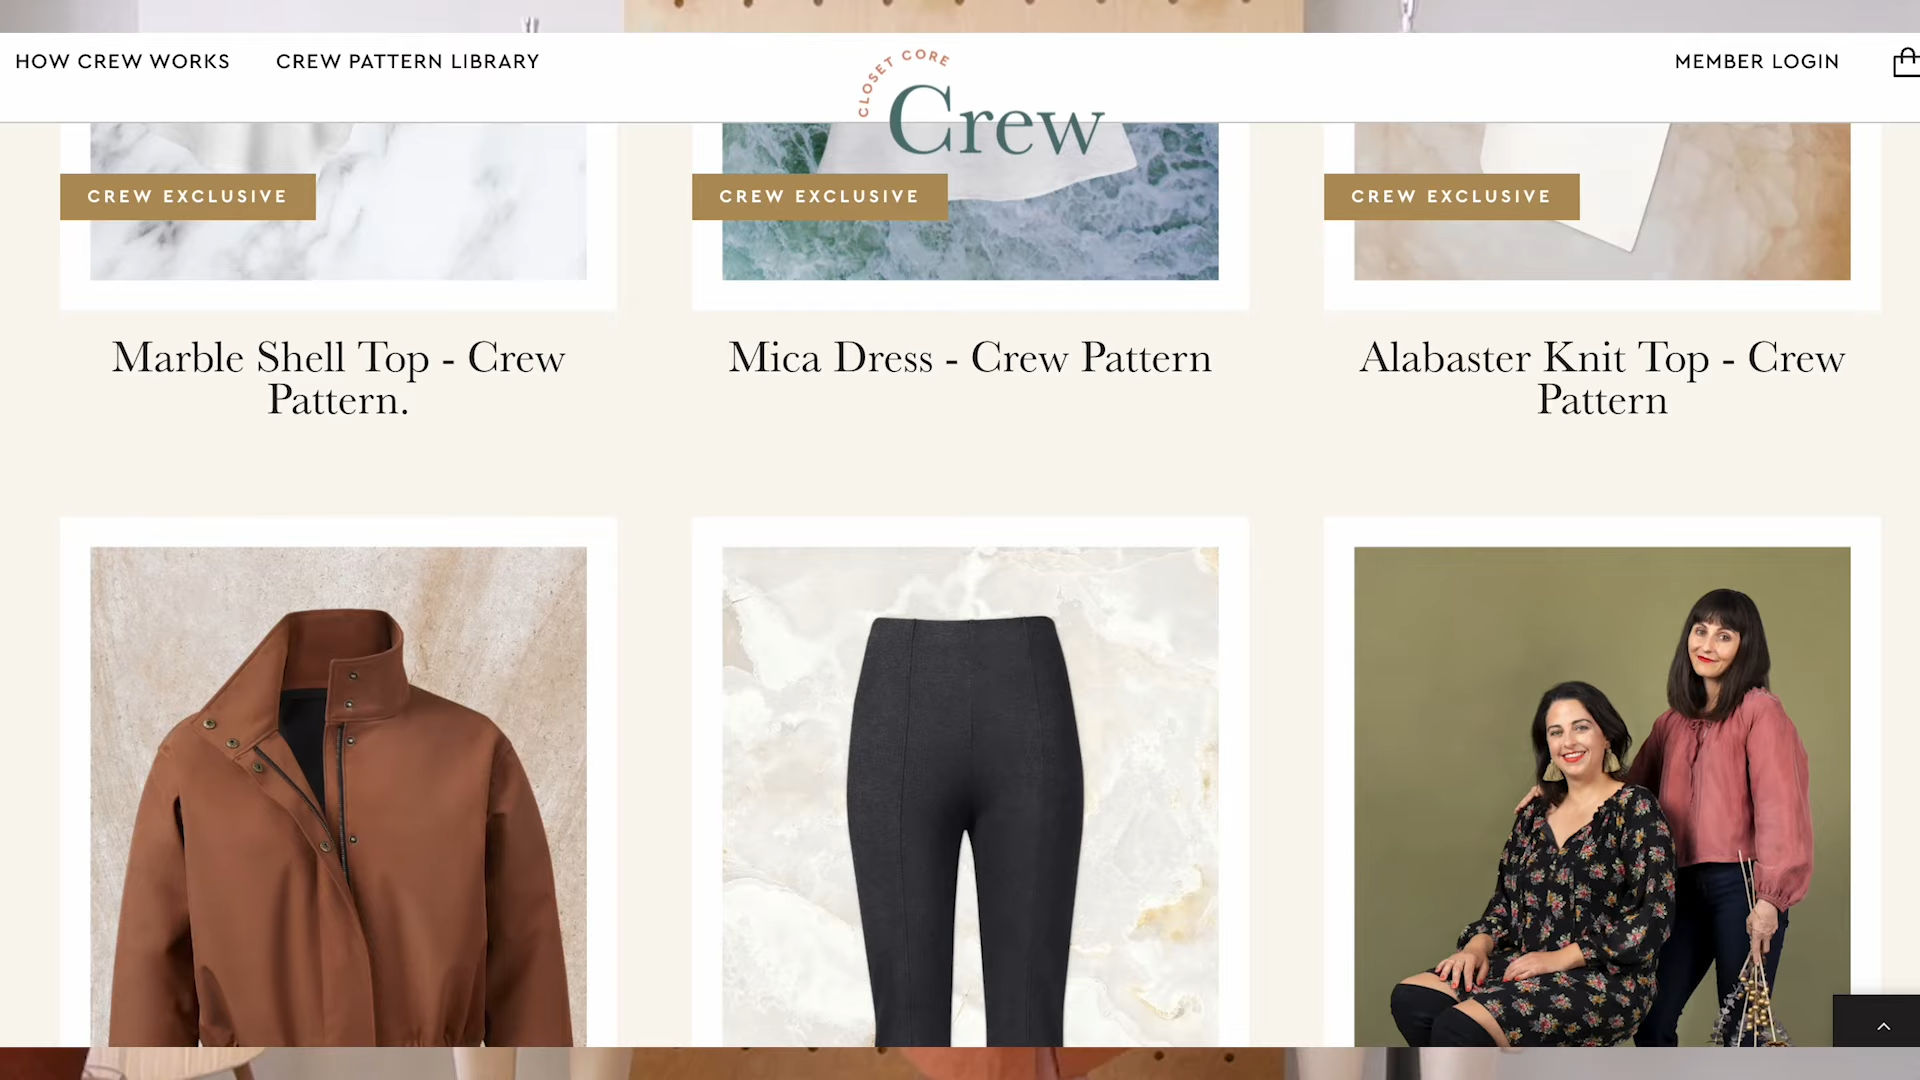 HOW CREW WORKS
CREW PATTERN LIBRARY
CLOSET CORE
Crew
MEMBER LOGIN
CREW EXCLUSIVE
CREW EXCLUSIVE
CREW EXCLUSIVE
Marble Shell Top - Crew
Pattern.
Mica Dress - Crew Pattern
Alabaster Knit Top - Crew
Pattern